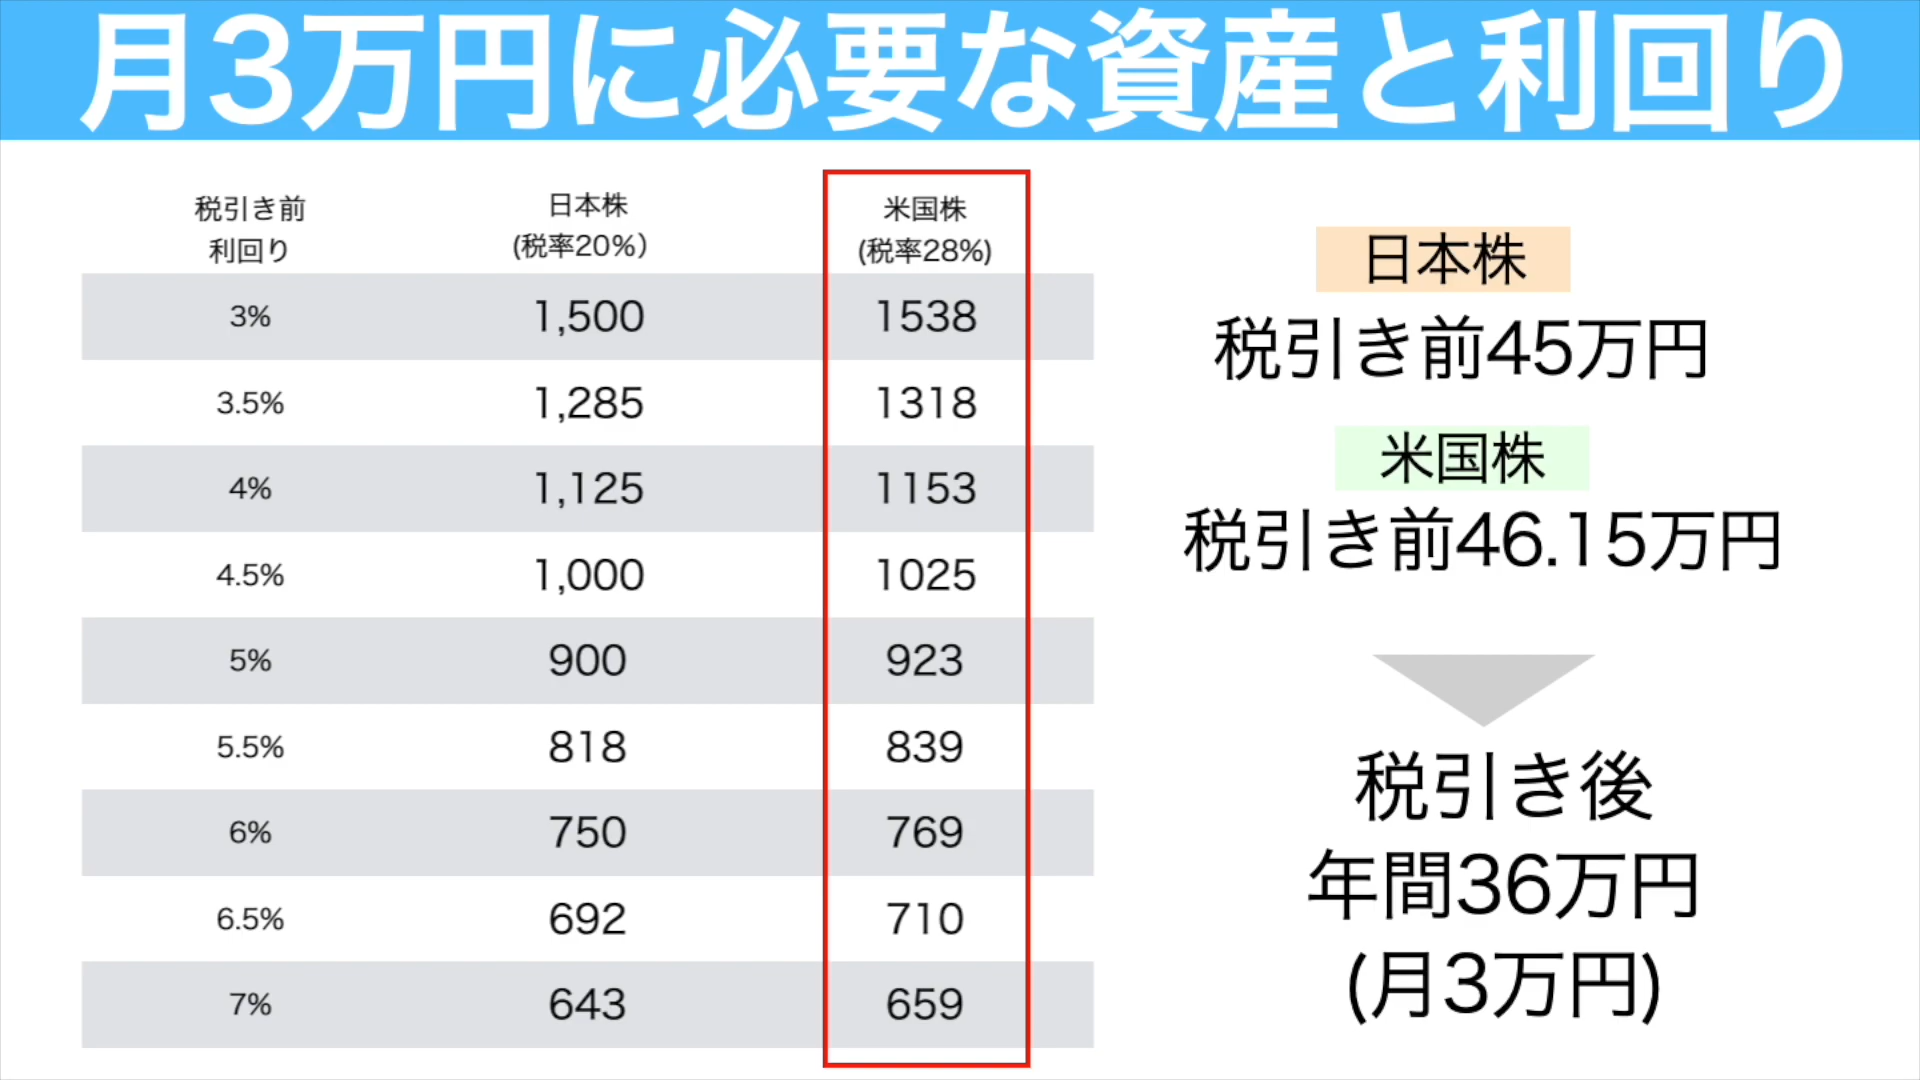 月3万円に必要な資産と利回り
税引き前
利回り
日本株
(税率20%)
米国株
(税率28%)
3% 1,500 1538
3.5% 1,285 1318
4% 1,125 1153
4.5% 1,000 1025
5% 900 923
5.5% 818 839
6% 750 769
6.5% 692 710
7% 643 659
日本株
税引き前45万円
米国株
税引き前46.15万円
税引き後
年間36万円
(月3万円)